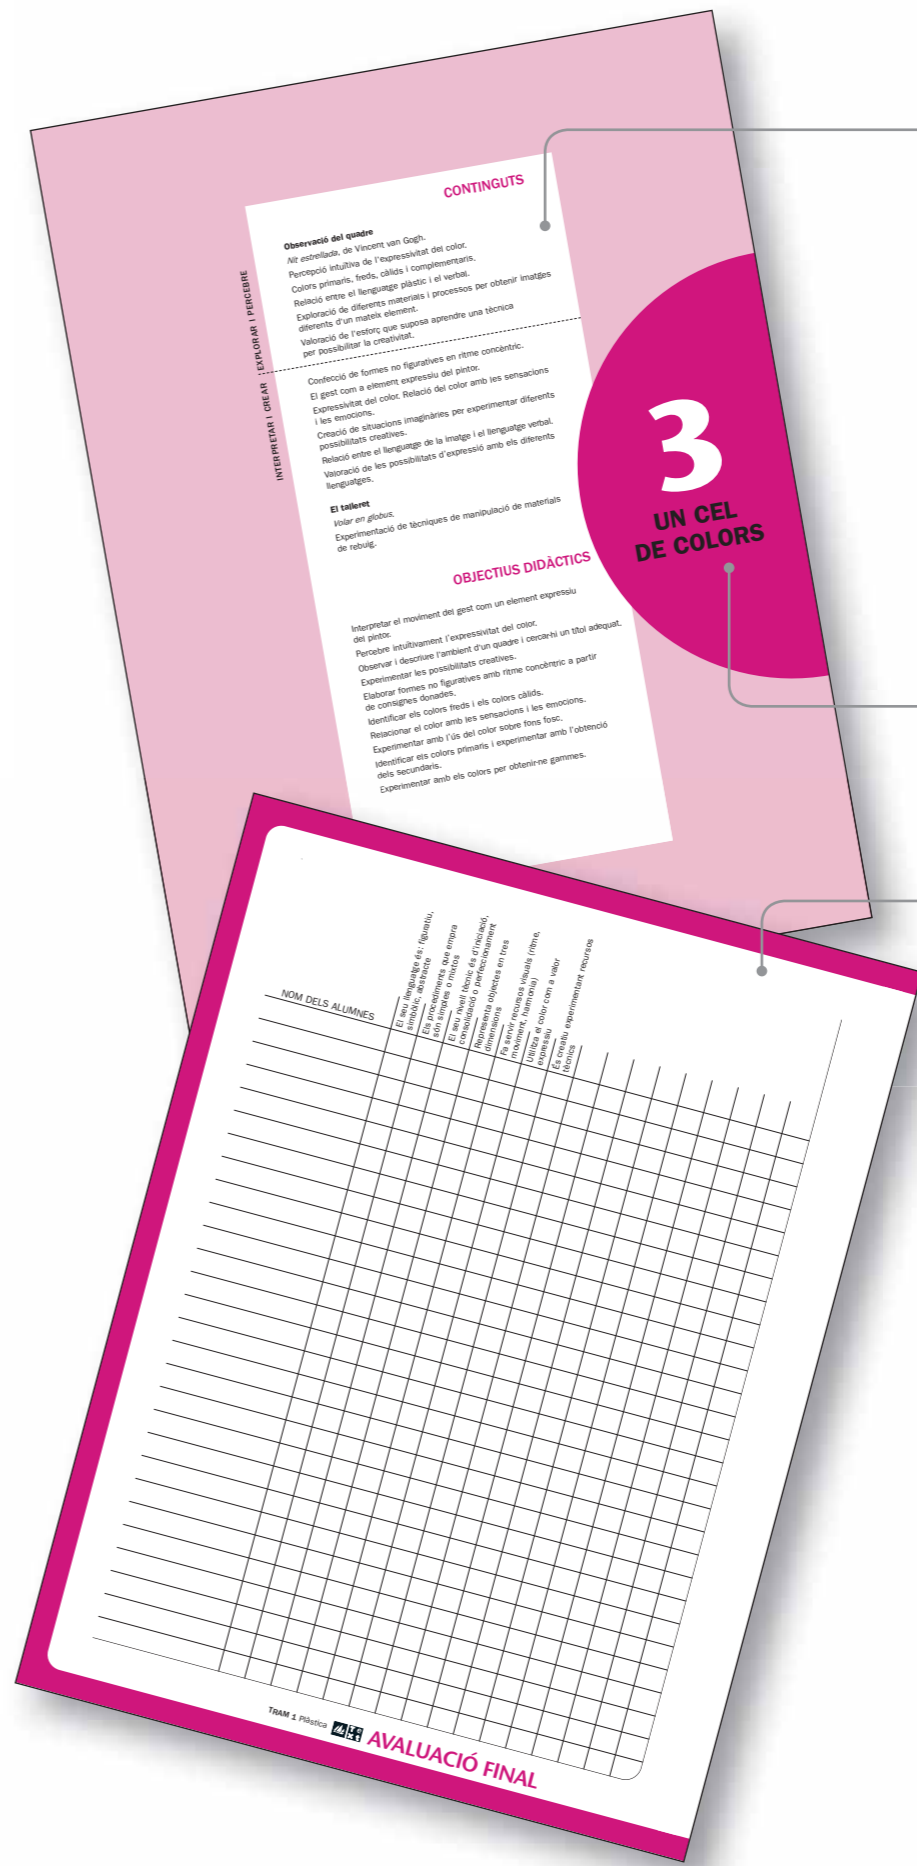 CONTINGUTS
Observació del quadre
Nit estrellada, de Vincent van Gogh.
Percepció intuïtiva de l'expressivitat del color.
Colors primaris, freds, càlids i complementaris.
Relació entre el llenguatge plàstic i el verbal.
Exploració de diferents materials i processos per obtenir imatges
diferents d'un mateix element.
Valoració de l'esforç que suposa aprendre una tècnica
per possibilitar la creativitat.
EXPLORAR I PERCEBRE
INTERPRETAR I CREAR
Confecció de formes no figuratives en ritme concèntric.
El gest com a element expressiu del pintor.
Expressivitat del color. Relació del color amb les sensacions
i les emocions.
Creació de situacions imaginàries per experimentar diferents
possibilitats creatives.
Relació entre el llenguatge de la imatge i el llenguatge verbal.
Valoració de les possibilitats d'expressió amb els diferents
llenguatges.
El talleret
Volar en globus.
Experimentació de tècniques de manipulació de materials
de rebuig.
OBJECTIUS DIDÀCTICS
Interpretar el moviment del gest com un element expressiu
del pintor.
Percebre intuïtivament l'expressivitat del color.
Observar i descriure l'ambient d'un quadre i cercar-hi un títol adequat.
Experimentar les possibilitats creatives.
Elaborar formes no figuratives amb ritme concèntric a partir
de consignes donades.
Identificar els colors freds i els colors càlids.
Relacionar el color amb les sensacions i les emocions.
Experimentar amb l'ús del color sobre fons fosc.
Identificar els colors primaris i experimentar amb l'obtenció
dels secundaris.
Experimentar amb els colors per obtenir-ne gammes.
3
UN CEL
DE COLORS
NOM DELS ALUMNES
El seu llenguatge és: figuratiu,
simbòlic, abstracte
Els procediments que empra
són simples o mixtos
El seu nivell tècnic és d'iniciació,
consolidació o perfeccionament
Representa objectes en tres
dimensions
Fa servir recursos visuals (ritme,
moviment, harmonia)
Utilitza el color com a valor
expressiu
És creatiu experimentant recursos
tècnics
TRAM 1 Plàstica
AVALUACIÓ FINAL